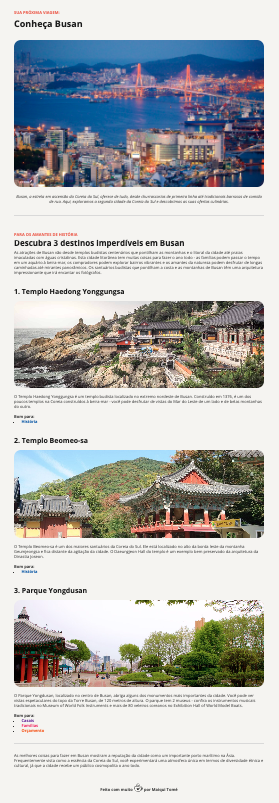 SUA PRÓXIMA VIAGEM:
Conheça Busan
Busan, a estrela em ascensão da Coreia do Sul, oferece de tudo, desde churrascarias de primeira linha até tradicionais barracas de comida
de rua. Aqui, exploramos a segunda cidade da Coreia do Sul e descobrimos as suas ofertas culinárias.
PARA OS AMANTES DE HISTÓRIA:
Descubra 3 destinos imperdíveis em Busan
As atrações de Busan vão desde templos budistas centenários que pontilham as montanhas e o litoral da cidade até praias
imaculadas com águas cristalinas. Esta cidade litorânea tem muitas coisas para fazer o ano todo - as famílias podem passar o tempo
em um aquário à beira-mar, os compradores podem explorar bairros vibrantes e os amantes da natureza podem desfrutar de longas
caminhadas até mirantes panorâmicos. Os santuários budistas que pontilham a costa e as montanhas de Busan têm uma arquitetura
impressionante que irá encantar os fotógrafos.
1. Templo Haedong Yonggungsa
O Templo Haedong Yonggungsa é um templo budista localizado no extremo nordeste de Busan. Construído em 1376, é um dos
poucos templos na Coreia construídos à beira-mar - você pode desfrutar de vistas do Mar do Leste de um lado e de belas montanhas
do outro.
Bom para:
História
2. Templo Beomeo-sa
O Templo Beomeosa é um dos maiores santuários da Coreia do Sul. Ele está localizado no alto da borda leste da montanha
Geumjeongsa e fica distante da agitação da cidade. O Daeungjeon Hall do templo é um exemplo bem preservado da arquitetura da
Dinastia Joseon.
Bom para:
História
3. Parque Yongdusan
O Parque Yongdusan, localizado no centro de Busan, abriga alguns dos monumentos mais importantes da cidade. Você pode ver
vistas espetaculares do topo da Torre Busan, de 120 metros de altura. O parque tem 2 museus - confira os instrumentos musicais
tradicionais no Museum of World Folk Instruments e mais de 80 veleiros coreanos no Exhibition Hall of World Model Boats.
Bom para:
Casais
Famílias
Orçamento
As melhores coisas para fazer em Busan mostram a reputação da cidade como um importante porto marítimo na Ásia.
Frequentemente vista como a essência da Coreia do Sul, você experimentará uma atmosfera única em termos de diversidade étnica e
cultural, já que a cidade recebe um público cosmopolita o ano todo.
Feito com muito por Maiqui Tomé